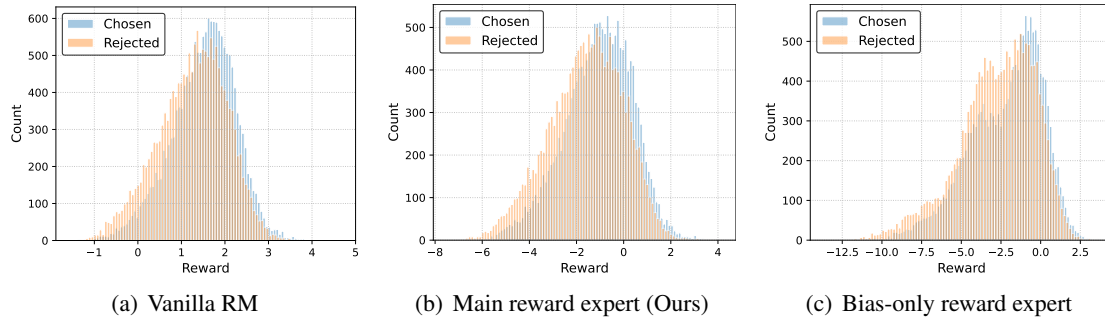 600
500
400
300
200
100
0
Count
Chosen
Rejected
−1
0
1
2
3
4
5
Reward
(a) Vanilla RM
500
400
300
200
100
0
Count
Chosen
Rejected
−8
−6
−4
−2
0
2
4
Reward
(b) Main reward expert (Ours)
500
400
300
200
100
0
Count
Chosen
Rejected
−12.5
−10.0
−7.5
−5.0
−2.5
0.0
2.5
Reward
(c) Bias-only reward expert